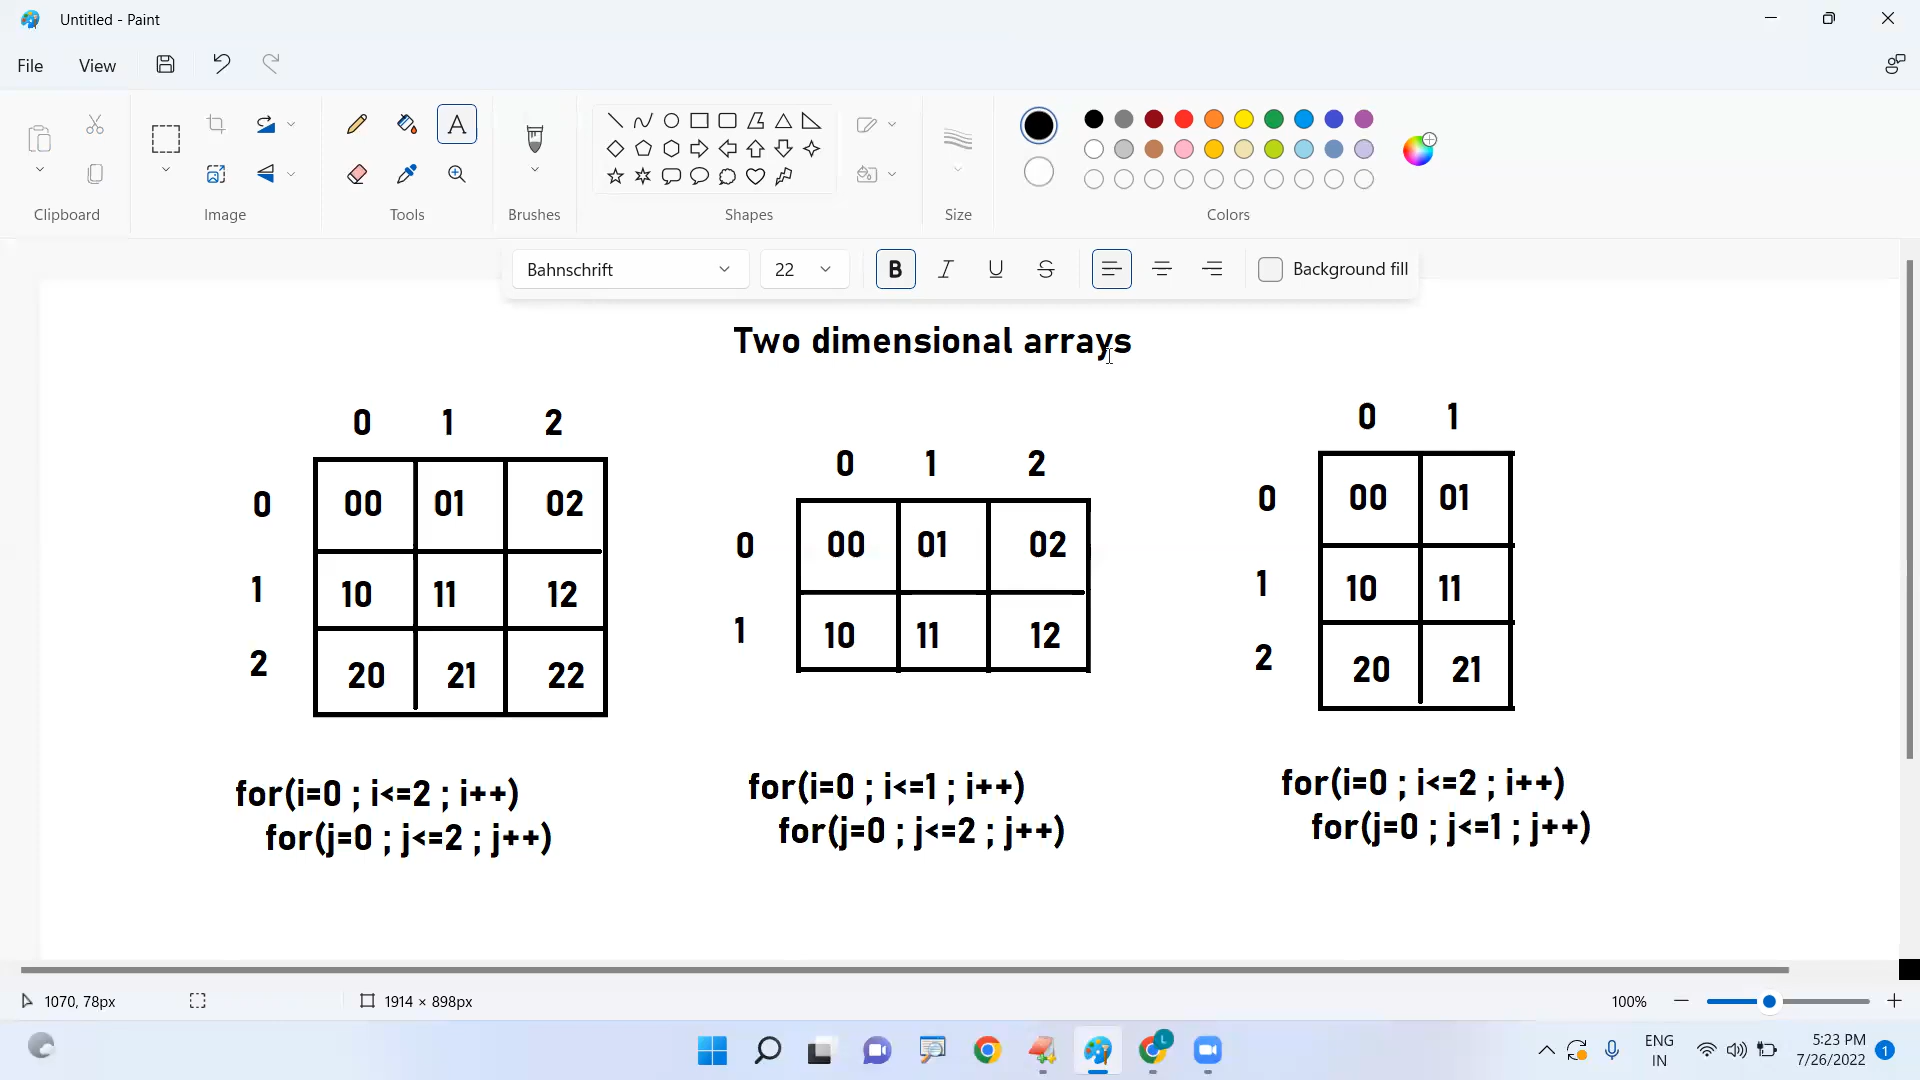 Untitled - Paint
File View
Clipboard Image Tools Brushes Shapes Size Colors
Bahnschrift 22 B I U S Background fill
Two dimensional arrays
0 1 2
0 00 01 02
1 10 11 12
2 20 21 22
for(i=0 ; i<=2 ; i++)
for(j=0 ; j<=2 ; j++)
0 1 2
0 00 01 02
1 10 11 12
for(i=0 ; i<=1 ; i++)
for(j=0 ; j<=2 ; j++)
0 1
0 00 01
1 10 11
2 20 21
for(i=0 ; i<=2 ; i++)
for(j=0 ; j<=1 ; j++)
1070, 78px 1914 × 898px 100%
L
ENG
IN
5:23 PM
7/26/2022
1